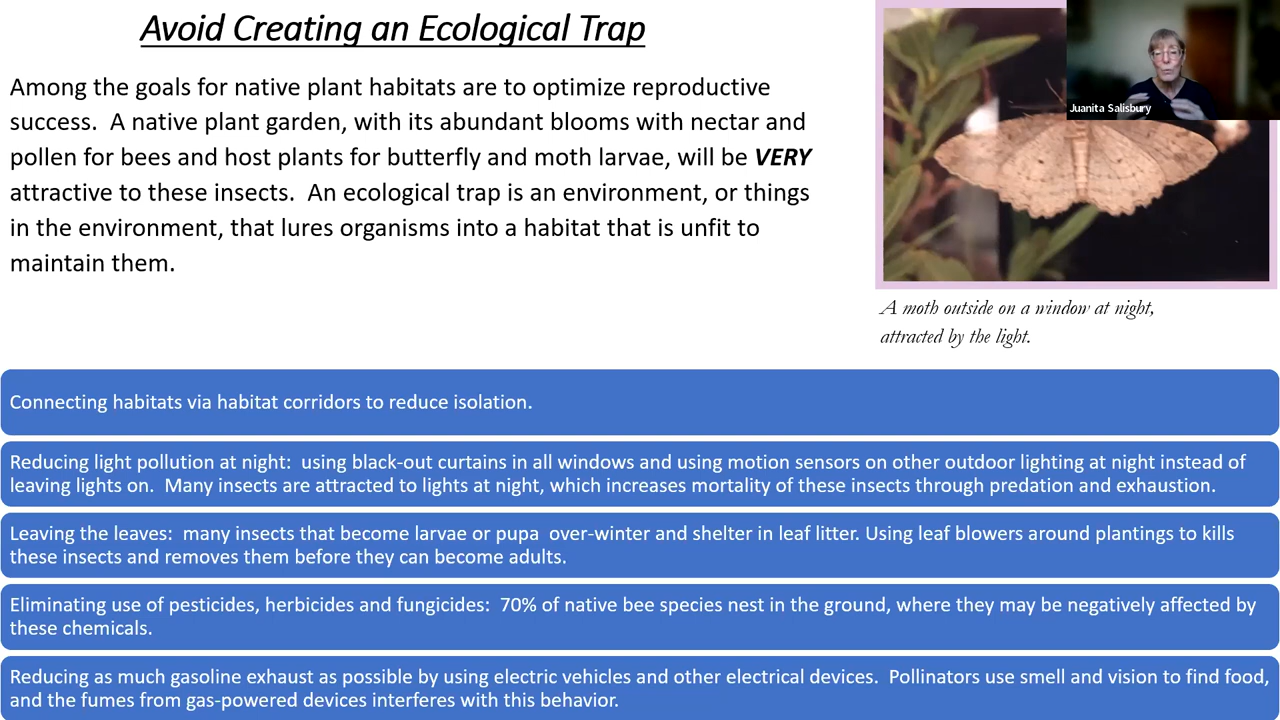 Avoid Creating an Ecological Trap
Among the goals for native plant habitats are to optimize reproductive
success.  A native plant garden, with its abundant blooms with nectar and
pollen for bees and host plants for butterfly and moth larvae, will be VERY
attractive to these insects.  An ecological trap is an environment, or things
in the environment, that lures organisms into a habitat that is unfit to
maintain them.
Juanita Salisbury
A moth outside on a window at night,
attracted by the light.
Connecting habitats via habitat corridors to reduce isolation.
Reducing light pollution at night:  using black-out curtains in all windows and using motion sensors on other outdoor lighting at night instead of
leaving lights on.  Many insects are attracted to lights at night, which increases mortality of these insects through predation and exhaustion.
Leaving the leaves:  many insects that become larvae or pupa  over-winter and shelter in leaf litter. Using leaf blowers around plantings to kills
these insects and removes them before they can become adults.
Eliminating use of pesticides, herbicides and fungicides:  70% of native bee species nest in the ground, where they may be negatively affected by
these chemicals.
Reducing as much gasoline exhaust as possible by using electric vehicles and other electrical devices.  Pollinators use smell and vision to find food,
and the fumes from gas-powered devices interferes with this behavior.